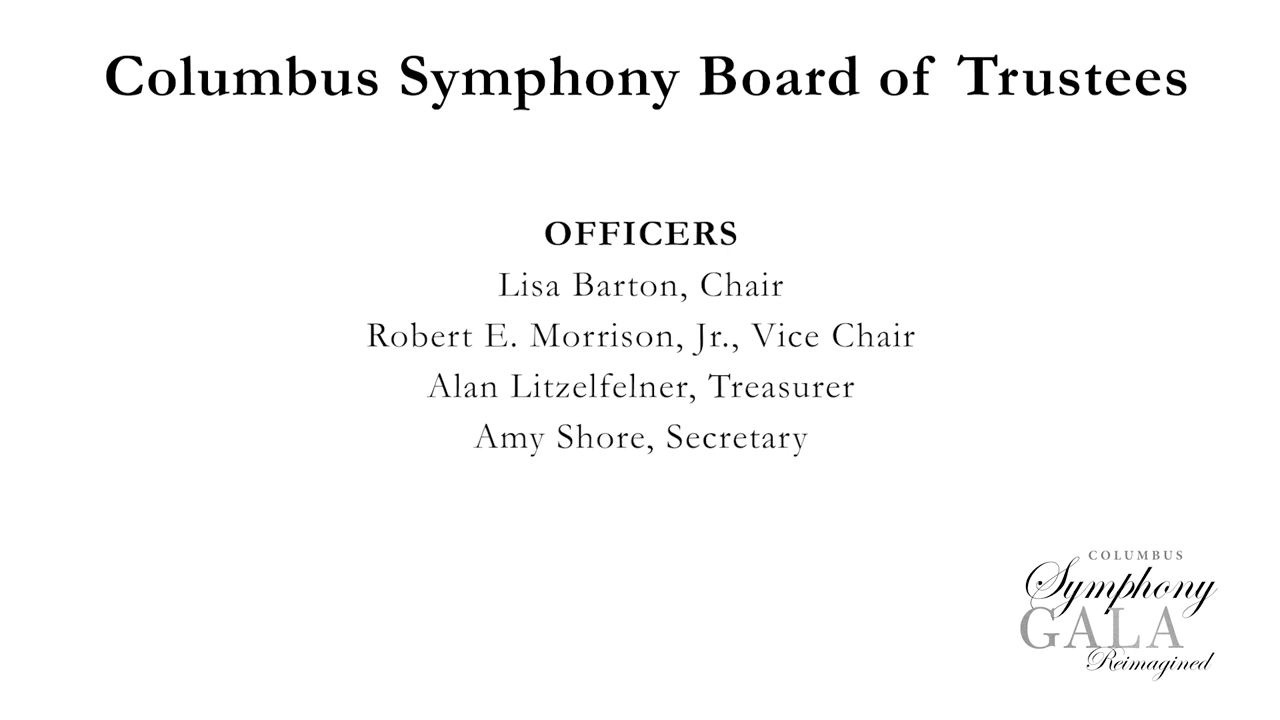 Columbus Symphony Board of Trustees
OFFICERS
Lisa Barton, Chair
Robert E. Morrison, Jr., Vice Chair
Alan Litzelfelner, Treasurer
Amy Shore, Secretary
COLUMBUS
Symphony
GALA
Reimagined